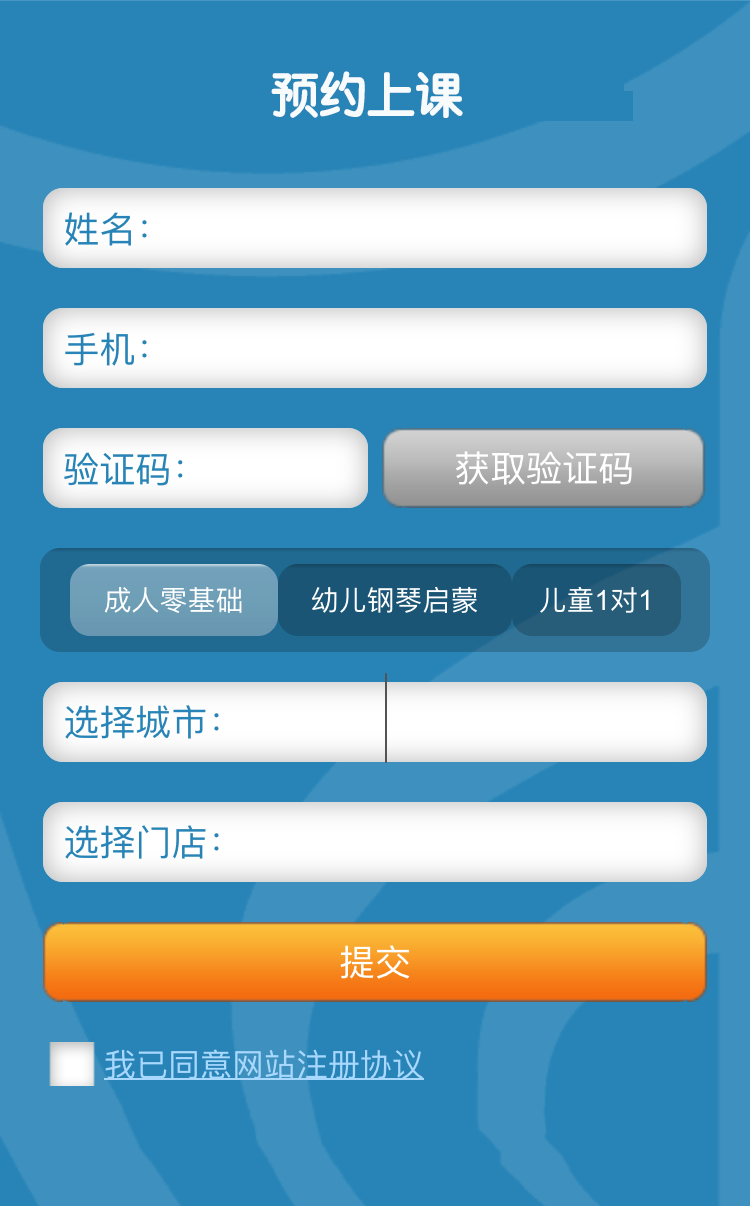 预约上课
姓名：
手机：
验证码： 获取验证码
成人零基础 幼儿钢琴启蒙 儿童1对1
选择城市：
选择门店：
提交
我已同意网站注册协议